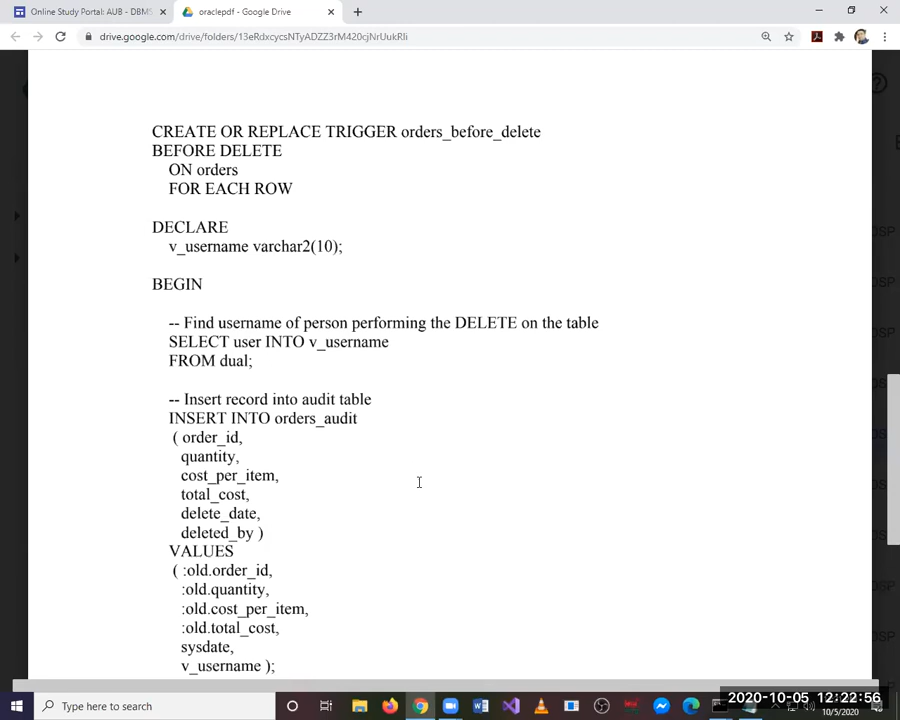 Online Study Portal: AUB - DBMS
oraclepdf - Google Drive
drive.google.com/drive/folders/13eRdxcycsNTyADZZ3rM420cjNrUukRli
CREATE OR REPLACE TRIGGER orders_before_delete
BEFORE DELETE
ON orders
FOR EACH ROW
DECLARE
v_username varchar2(10);
BEGIN
-- Find username of person performing the DELETE on the table
SELECT user INTO v_username
FROM dual;
-- Insert record into audit table
INSERT INTO orders_audit
( order_id,
quantity,
cost_per_item,
total_cost,
delete_date,
deleted_by )
VALUES
( :old.order_id,
:old.quantity,
:old.cost_per_item,
:old.total_cost,
sysdate,
v_username );
Type here to search
2020-10-05 12:22:56
10/5/2020